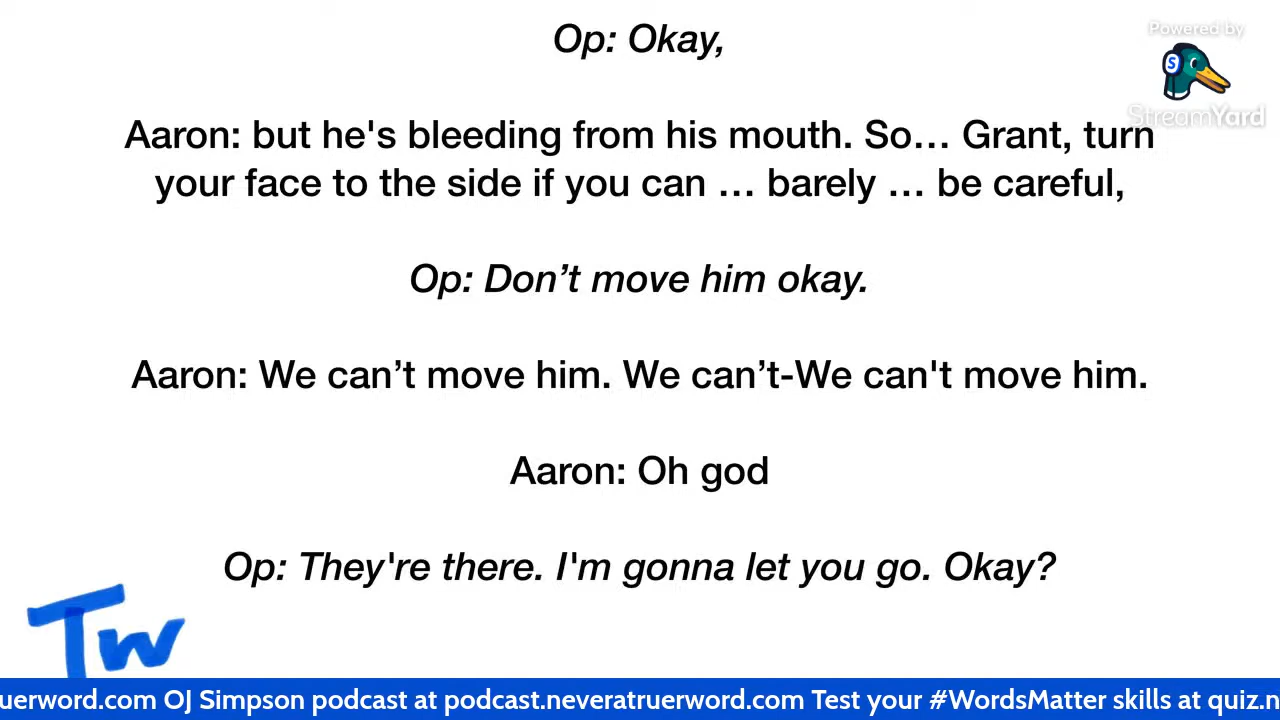 Op: Okay,
Powered by
S
StreamYard
Aaron: but he's bleeding from his mouth. So… Grant, turn
your face to the side if you can … barely … be careful,
Op: Don’t move him okay.
Aaron: We can’t move him. We can’t-We can't move him.
Aaron: Oh god
Op: They're there. I'm gonna let you go. Okay?
Tw
uerword.com OJ Simpson podcast at podcast.neveratruerword.com Test your #WordsMatter skills at quiz.n